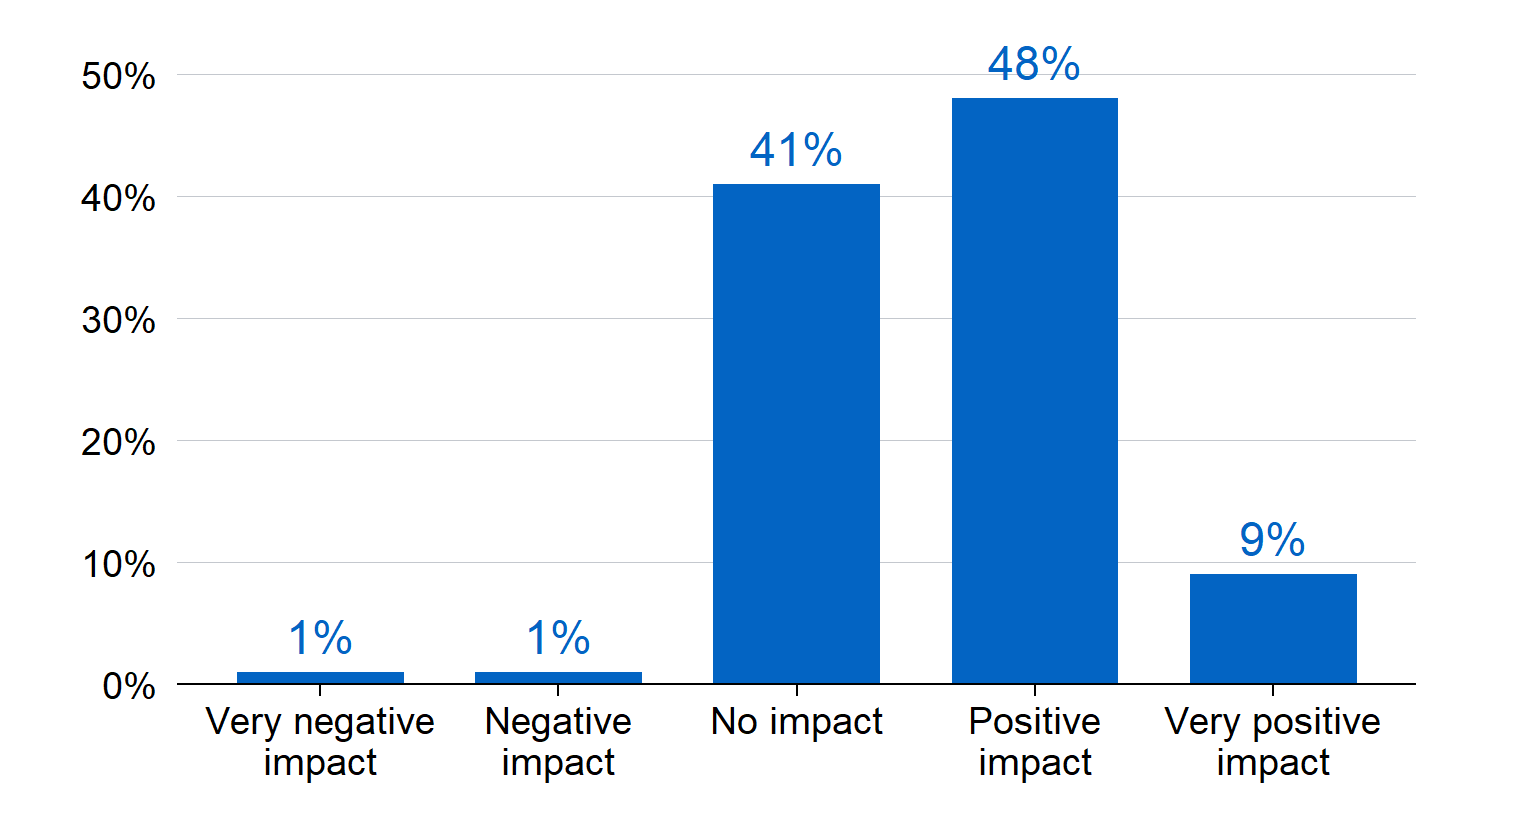 50%
40%
30%
20%
10%
0%
1%
1%
41%
48%
9%
Very negative
impact
Negative
impact
No impact
Positive
impact
Very positive
impact